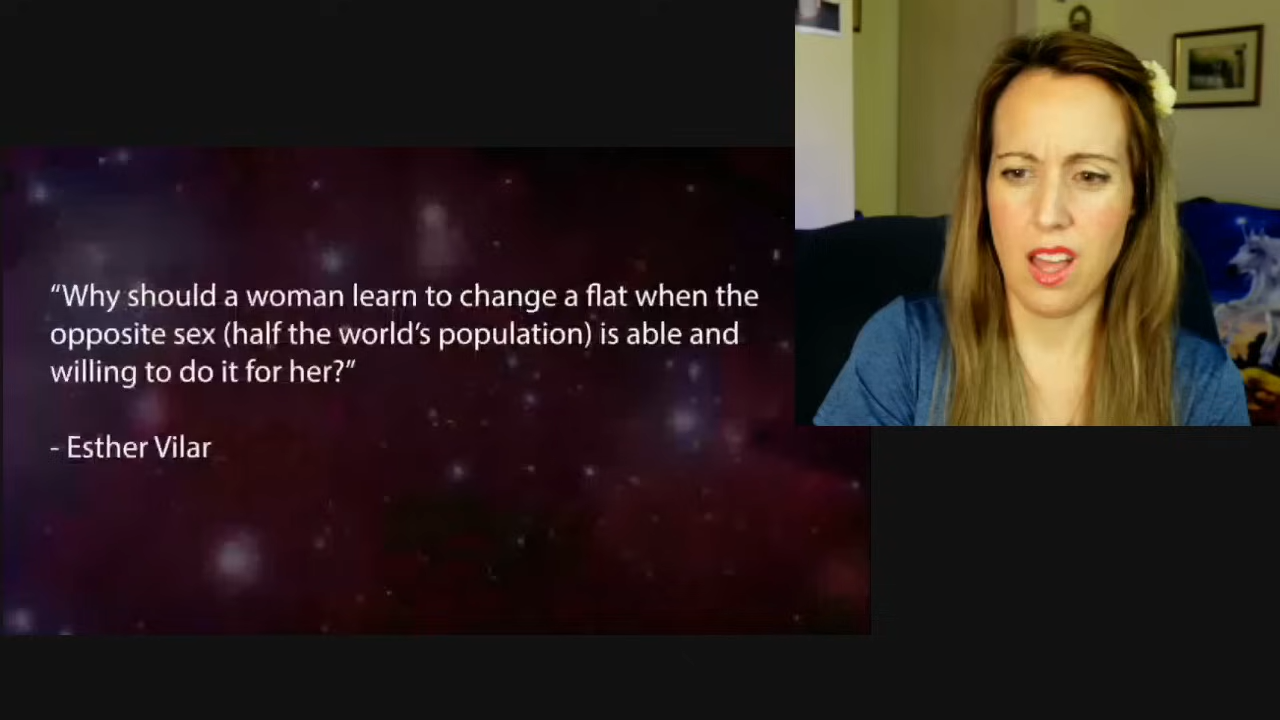 “Why should a woman learn to change a flat when the
opposite sex (half the world’s population) is able and
willing to do it for her?”
- Esther Vilar